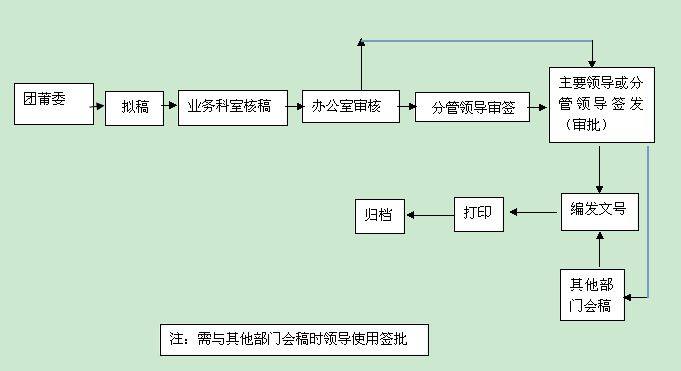 团莆委
拟稿
业务科室核稿
办公室审核
分管领导审签
主要领导或分
管领导签发
（审批）
编发文号
打印
归档
其他部
门会稿
注：需与其他部门会稿时领导使用签批